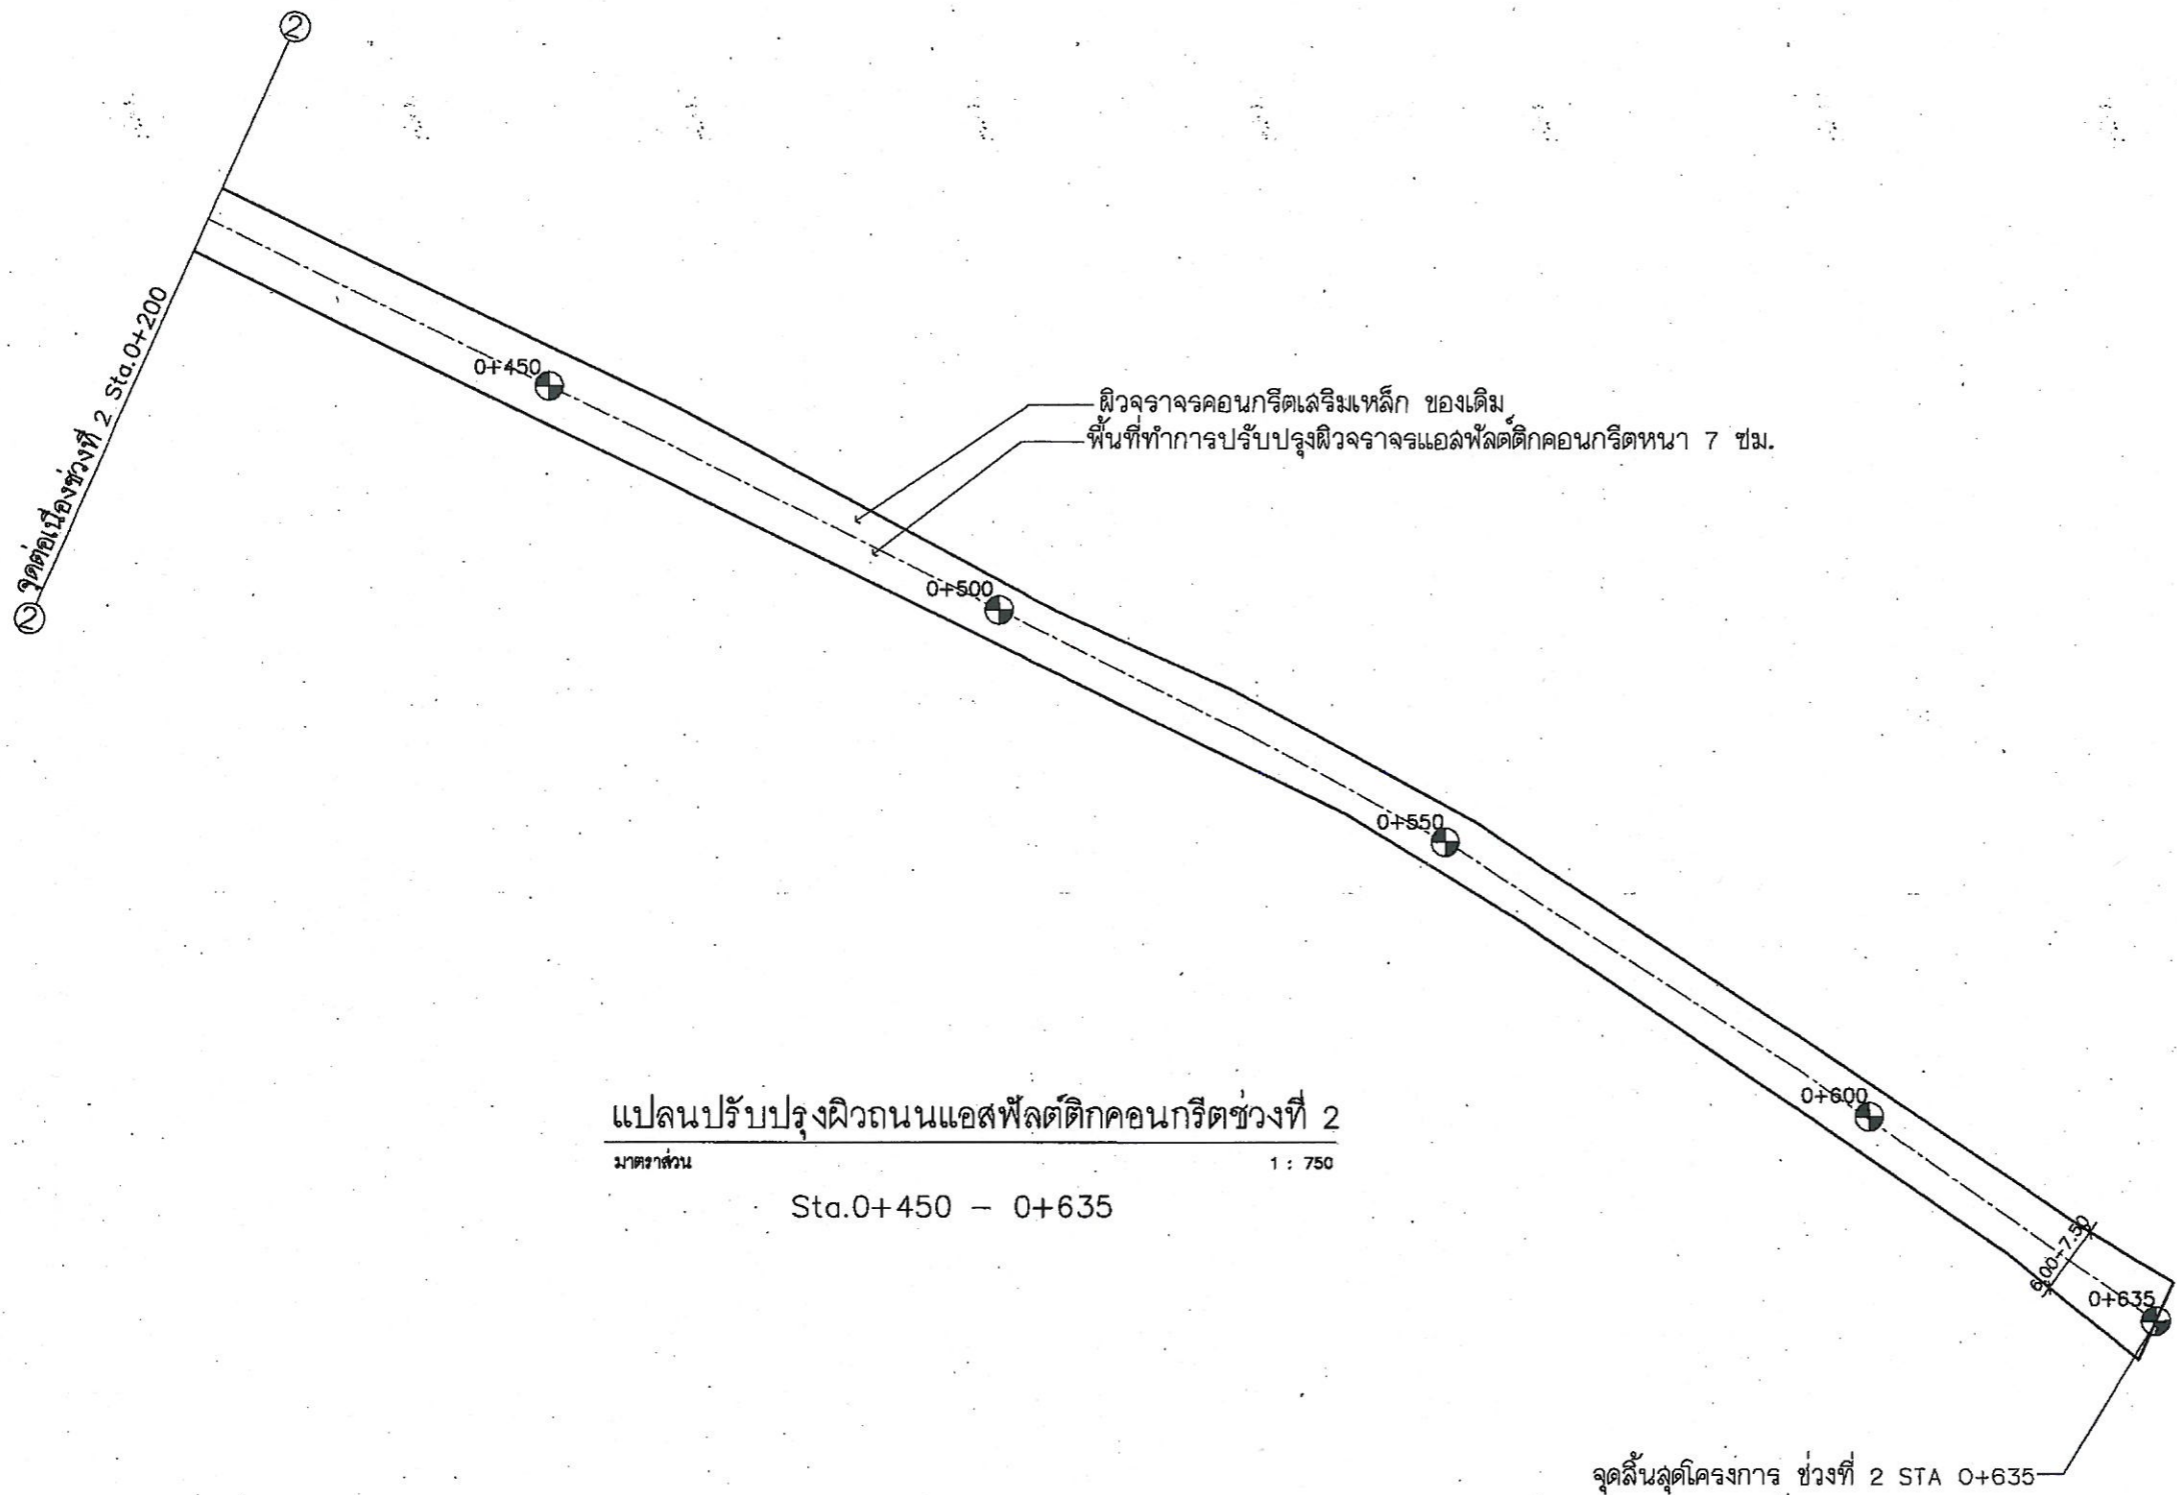 2
จุดต่อเนื่องช่วงที่ 2 Sta.0+200
2
0+450
ผิวจราจรคอนกรีตเสริมเหล็ก ของเดิม
พื้นที่ทำการปรับปรุงผิวจราจรแอสฟัลต์ติกคอนกรีตหนา 7 ซม.
0+500
0+550
0+600
แปลนปรับปรุงผิวถนนแอสฟัลต์ติกคอนกรีตช่วงที่ 2
มาตราส่วน 1 : 750
Sta.0+450 - 0+635
6.00-7.50
0+635
จุดสิ้นสุดโครงการ ช่วงที่ 2 STA 0+635